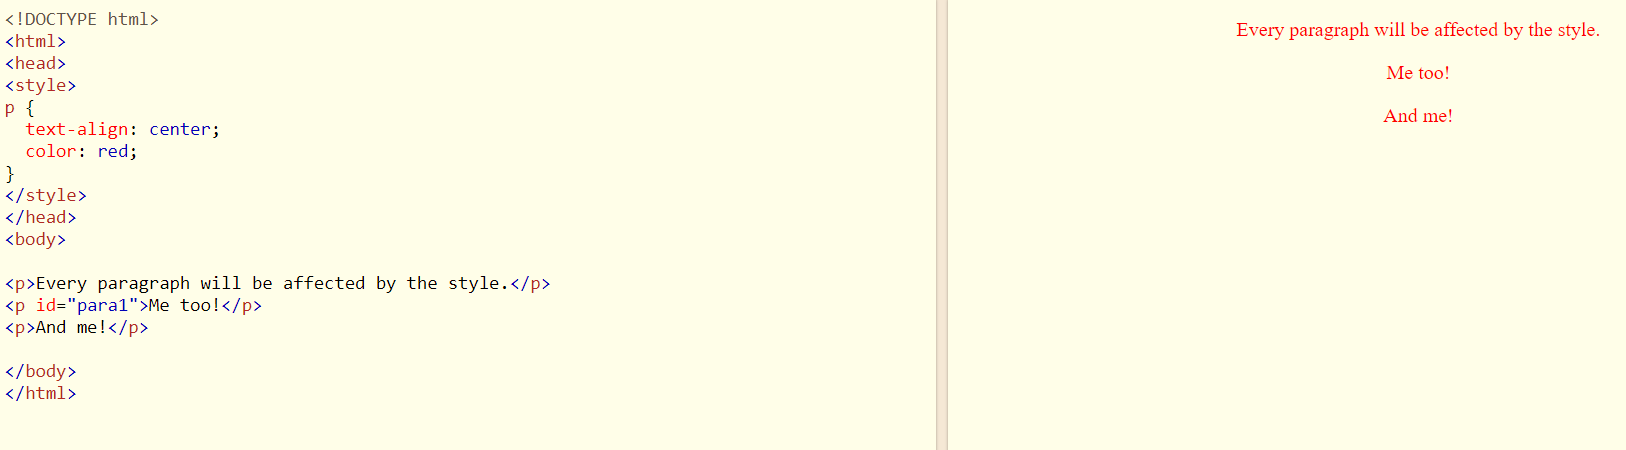 <!DOCTYPE html>
<html>
<head>
<style>
p {
  text-align: center;
  color: red;
}
</style>
</head>
<body>

<p>Every paragraph will be affected by the style.</p>
<p id="para1">Me too!</p>
<p>And me!</p>

</body>
</html>
Every paragraph will be affected by the style.
Me too!
And me!